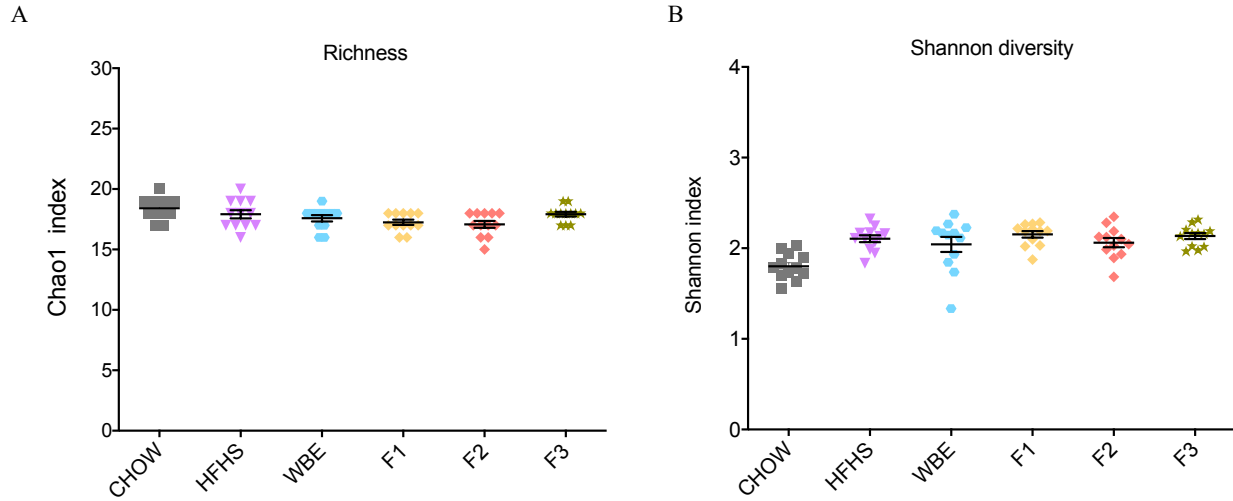 A
Richness
Chao1 index
30
25
20
15
10
5
0
CHOW
HFHS
WBE
F1
F2
F3
B
Shannon diversity
Shannon index
4
3
2
1
0
CHOW
HFHS
WBE
F1
F2
F3